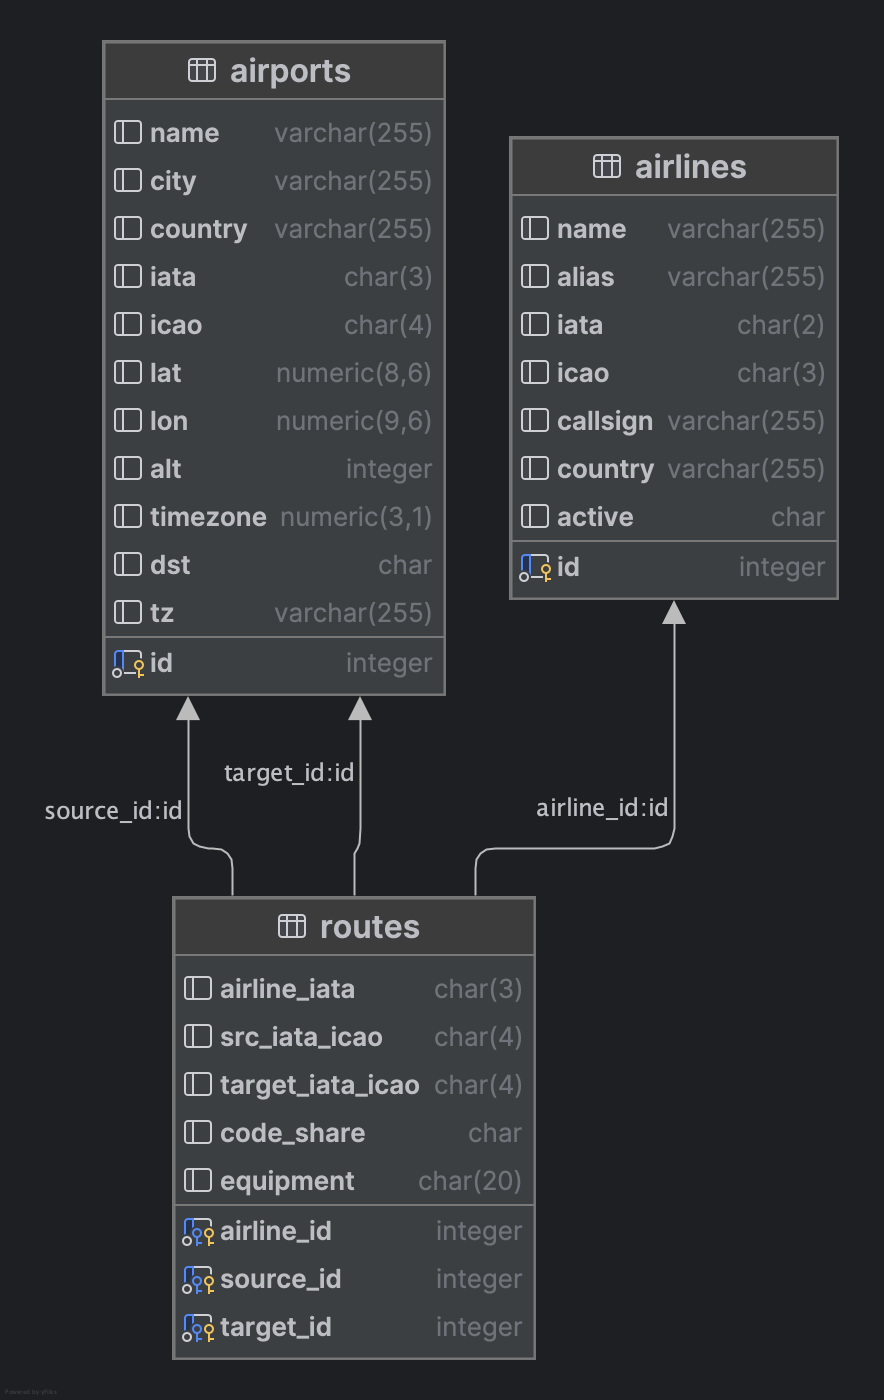 airports
name varchar(255)
city varchar(255)
country varchar(255)
iata char(3)
icao char(4)
lat numeric(8,6)
lon numeric(9,6)
alt integer
timezone numeric(3,1)
dst char
tz varchar(255)
id integer
airlines
name varchar(255)
alias varchar(255)
iata char(2)
icao char(3)
callsign varchar(255)
country varchar(255)
active char
id integer
target_id:id
source_id:id
airline_id:id
routes
airline_iata char(3)
src_iata_icao char(4)
target_iata_icao char(4)
code_share char
equipment char(20)
airline_id integer
source_id integer
target_id integer
Powered by yFiles